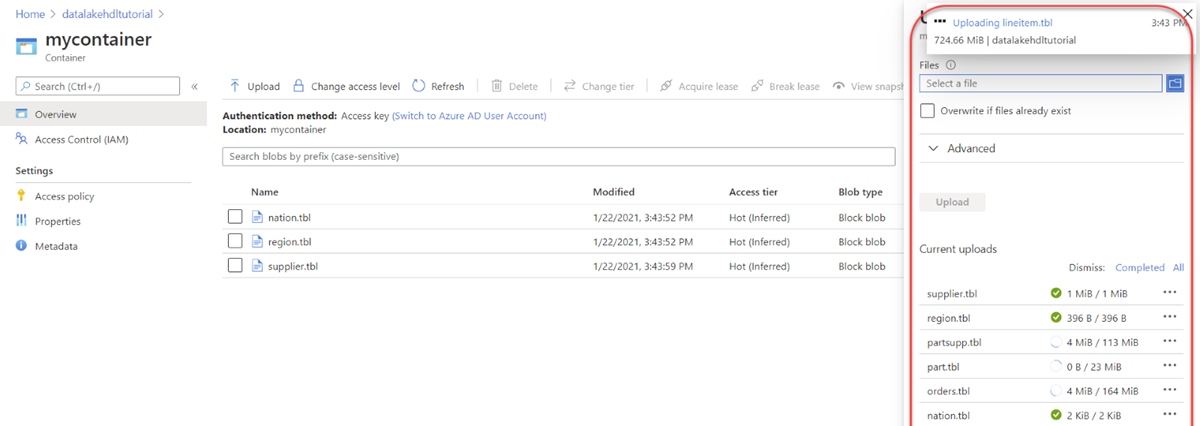 Home > datalakehdltutorial >
mycontainer
Container
Search (Ctrl+/)
«
Overview
Access Control (IAM)
Settings
Access policy
Properties
Metadata
Upload Change access level Refresh Delete Change tier Acquire lease Break lease View snapsh
Authentication method: Access key (Switch to Azure AD User Account)
Location: mycontainer
Search blobs by prefix (case-sensitive)
Name Modified Access tier Blob type
nation.tbl 1/22/2021, 3:43:52 PM Hot (Inferred) Block blob
region.tbl 1/22/2021, 3:43:52 PM Hot (Inferred) Block blob
supplier.tbl 1/22/2021, 3:43:59 PM Hot (Inferred) Block blob
Uploading lineitem.tbl 3:43 PM
724.66 MiB | datalakehdltutorial
Files
Select a file
Overwrite if files already exist
Advanced
Upload
Current uploads
Dismiss: Completed All
supplier.tbl 1 MiB / 1 MiB
region.tbl 396 B / 396 B
partsupp.tbl 4 MiB / 113 MiB
part.tbl 0 B / 23 MiB
orders.tbl 4 MiB / 164 MiB
nation.tbl 2 KiB / 2 KiB